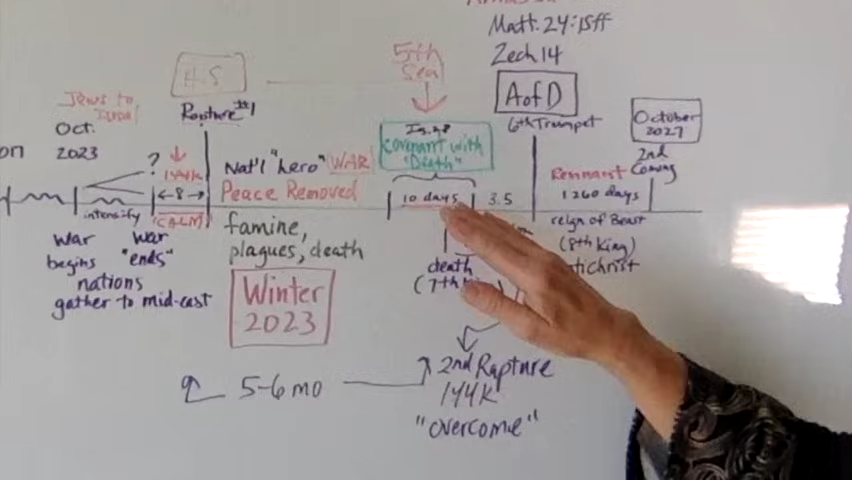 Matt. 24:15ff
Zech 14
AofD
6th Trumpet
5th
Seal
H.S
Rapture #1
Jews to
Israel
Oct.
2023
?
144K
8
CALM
intensify
war
begins
war
"ends"
nations
gather to mid-east
Nat'l "hero" WAR
Peace Removed
famine,
plagues, death
Winter
2023
Is. 28
covenant with
"Death"
10 days
3.5
death
(7th
October
2027
2nd
Coming
Remnant
1260 days
reign of Beast
(8th King)
5-6 mo
2nd Rapture
144K
"overcome"